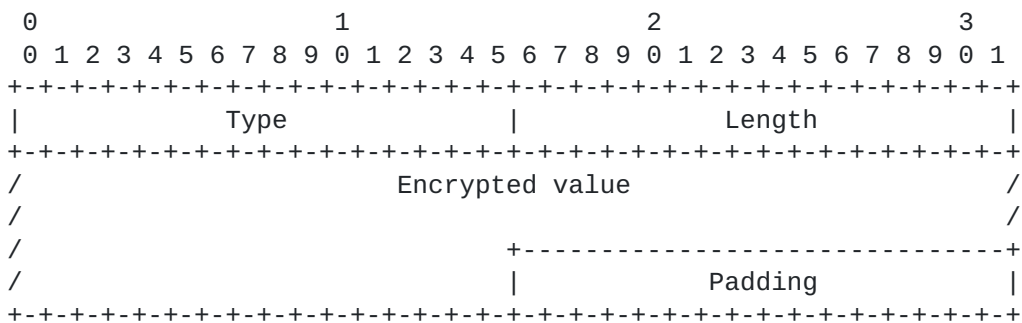 0                   1                   2                   3
 0 1 2 3 4 5 6 7 8 9 0 1 2 3 4 5 6 7 8 9 0 1 2 3 4 5 6 7 8 9 0 1
+-+-+-+-+-+-+-+-+-+-+-+-+-+-+-+-+-+-+-+-+-+-+-+-+-+-+-+-+-+-+-+-+
|             Type              |             Length            |
+-+-+-+-+-+-+-+-+-+-+-+-+-+-+-+-+-+-+-+-+-+-+-+-+-+-+-+-+-+-+-+-+
/                        Encrypted value                        /
/                                                               /
/                               +-------------------------------+
/                               |            Padding            |
+-+-+-+-+-+-+-+-+-+-+-+-+-+-+-+-+-+-+-+-+-+-+-+-+-+-+-+-+-+-+-+-+